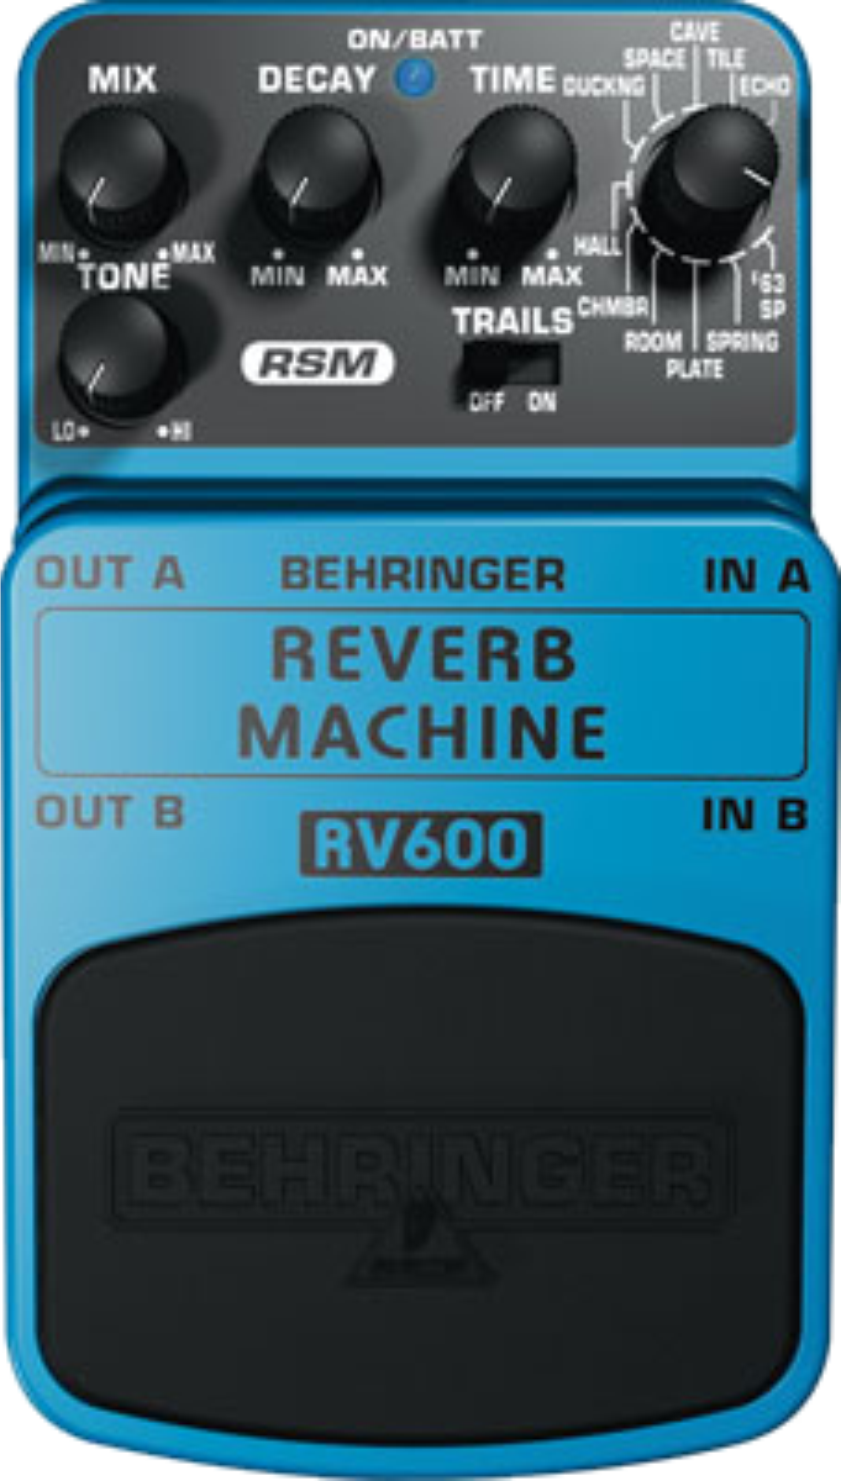 ON/BATT
MIX
DECAY
TIME
CAVE
SPACE
TILE
DUCKNG
ECHO
MIN
MAX
MIN
MAX
MIN
MAX
HALL
CHMBR
ROOM
PLATE
SPRING
'63
SP
TONE
LO
HI
RSM
TRAILS
OFF ON
OUT A
BEHRINGER
IN A
REVERB
MACHINE
OUT B
IN B
RV600
BEHRINGER